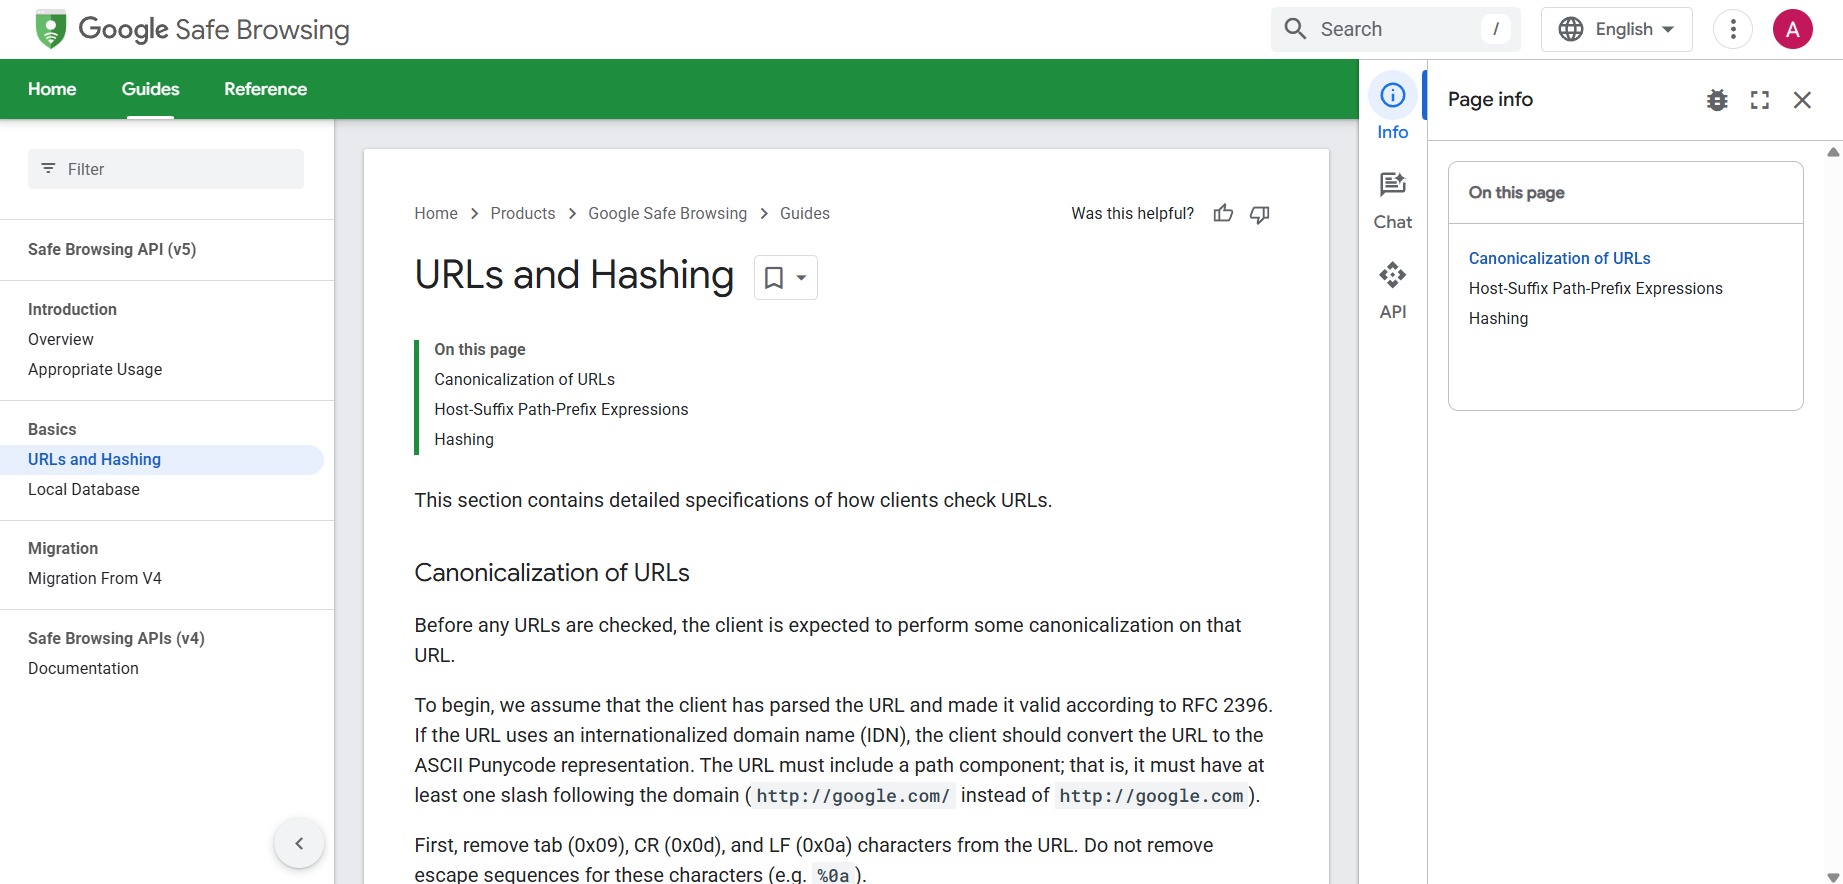 Google Safe Browsing
Search
/
English
A
Home
Guides
Reference
Filter
Safe Browsing API (v5)
Introduction
Overview
Appropriate Usage
Basics
URLs and Hashing
Local Database
Migration
Migration From V4
Safe Browsing APIs (v4)
Documentation
Home > Products > Google Safe Browsing > Guides
Was this helpful?
URLs and Hashing
On this page
Canonicalization of URLs
Host-Suffix Path-Prefix Expressions
Hashing
This section contains detailed specifications of how clients check URLs.
Canonicalization of URLs
Before any URLs are checked, the client is expected to perform some canonicalization on that
URL.
To begin, we assume that the client has parsed the URL and made it valid according to RFC 2396.
If the URL uses an internationalized domain name (IDN), the client should convert the URL to the
ASCII Punycode representation. The URL must include a path component; that is, it must have at
least one slash following the domain ( http://google.com/ instead of http://google.com ).
First, remove tab (0x09), CR (0x0d), and LF (0x0a) characters from the URL. Do not remove
escape sequences for these characters (e.g. %0a ).
Info
Chat
API
Page info
On this page
Canonicalization of URLs
Host-Suffix Path-Prefix Expressions
Hashing